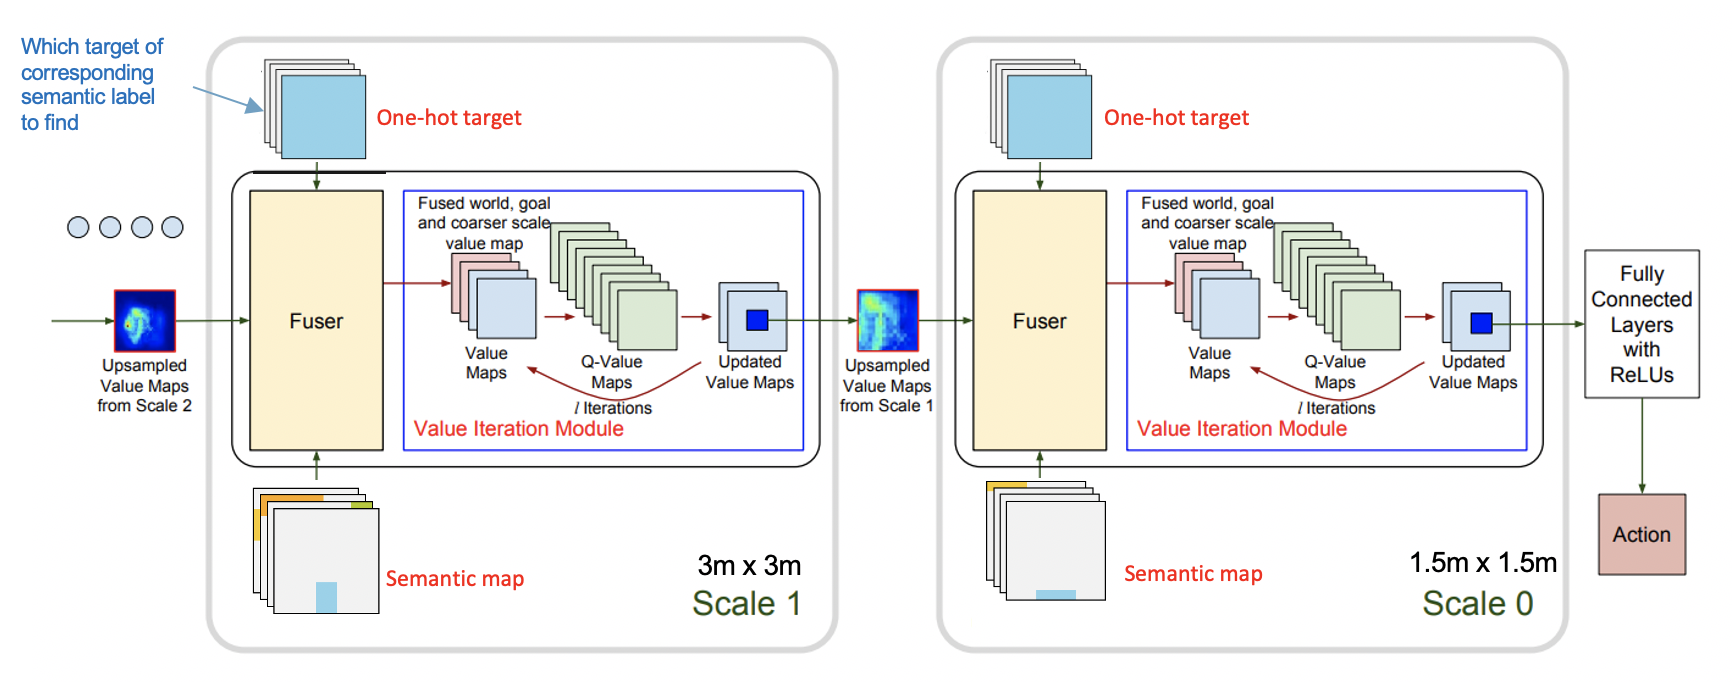 Which target of
corresponding
semantic label
to find
One-hot target
Fuser
Fused world, goal
and coarser scale
value map
Value
Maps
Q-Value
Maps
Updated
Value Maps
l Iterations
Value Iteration Module
Upsampled
Value Maps
from Scale 2
Semantic map
3m x 3m
Scale 1
Upsampled
Value Maps
from Scale 1
One-hot target
Fuser
Fused world, goal
and coarser scale
value map
Value
Maps
Q-Value
Maps
Updated
Value Maps
l Iterations
Value Iteration Module
Semantic map
1.5m x 1.5m
Scale 0
Fully
Connected
Layers
with
ReLUs
Action